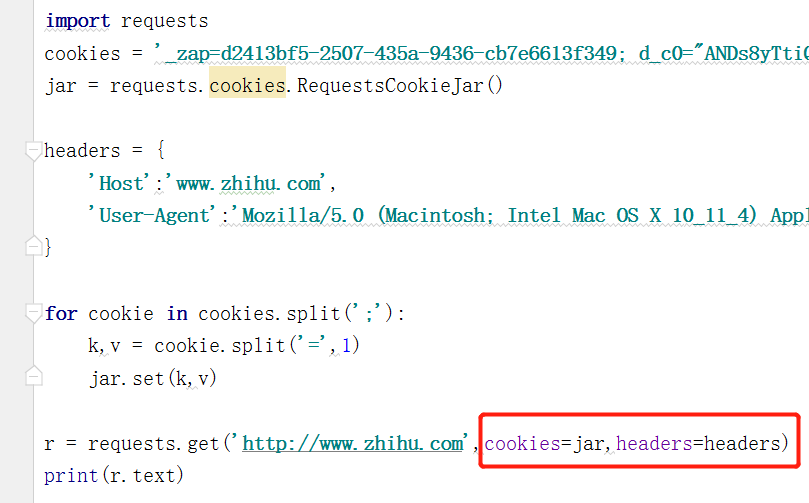 import requests
cookies = '_zap=d2413bf5-2507-435a-9436-cb7e6613f349; d_c0="ANDs8yTti
jar = requests.cookies.RequestsCookieJar()
headers = {
'Host':'www.zhihu.com',
'User-Agent':'Mozilla/5.0 (Macintosh; Intel Mac OS X 10_11_4) Appl
}
for cookie in cookies.split(';'):
k,v = cookie.split('=',1)
jar.set(k,v)
r = requests.get('http://www.zhihu.com',cookies=jar,headers=headers)
print(r.text)